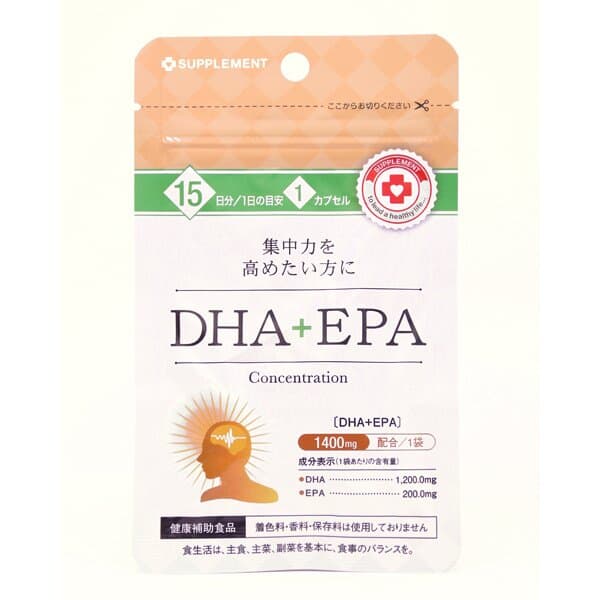 SUPPLEMENT
ここからお切りください
15日分/1日の目安 1カプセル
SUPPLEMENT
to lead a healthy life...
集中力を
高めたい方に
DHA+EPA
Concentration
[DHA+EPA]
1400mg 配合/1袋
成分表示(1袋あたりの含有量)
●DHA ················· 1,200.0mg
●EPA ···················· 200.0mg
健康補助食品 着色料・香料・保存料は使用しておりません
食生活は、主食、主菜、副菜を基本に、食事のバランスを。